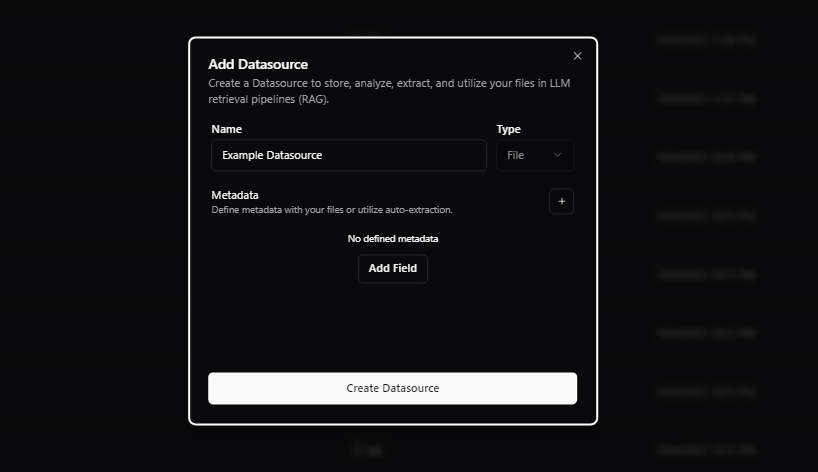 Add Datasource
Create a Datasource to store, analyze, extract, and utilize your files in LLM
retrieval pipelines (RAG).
Name
Type
Example Datasource
File
Metadata
Define metadata with your files or utilize auto-extraction.
+
No defined metadata
Add Field
Create Datasource